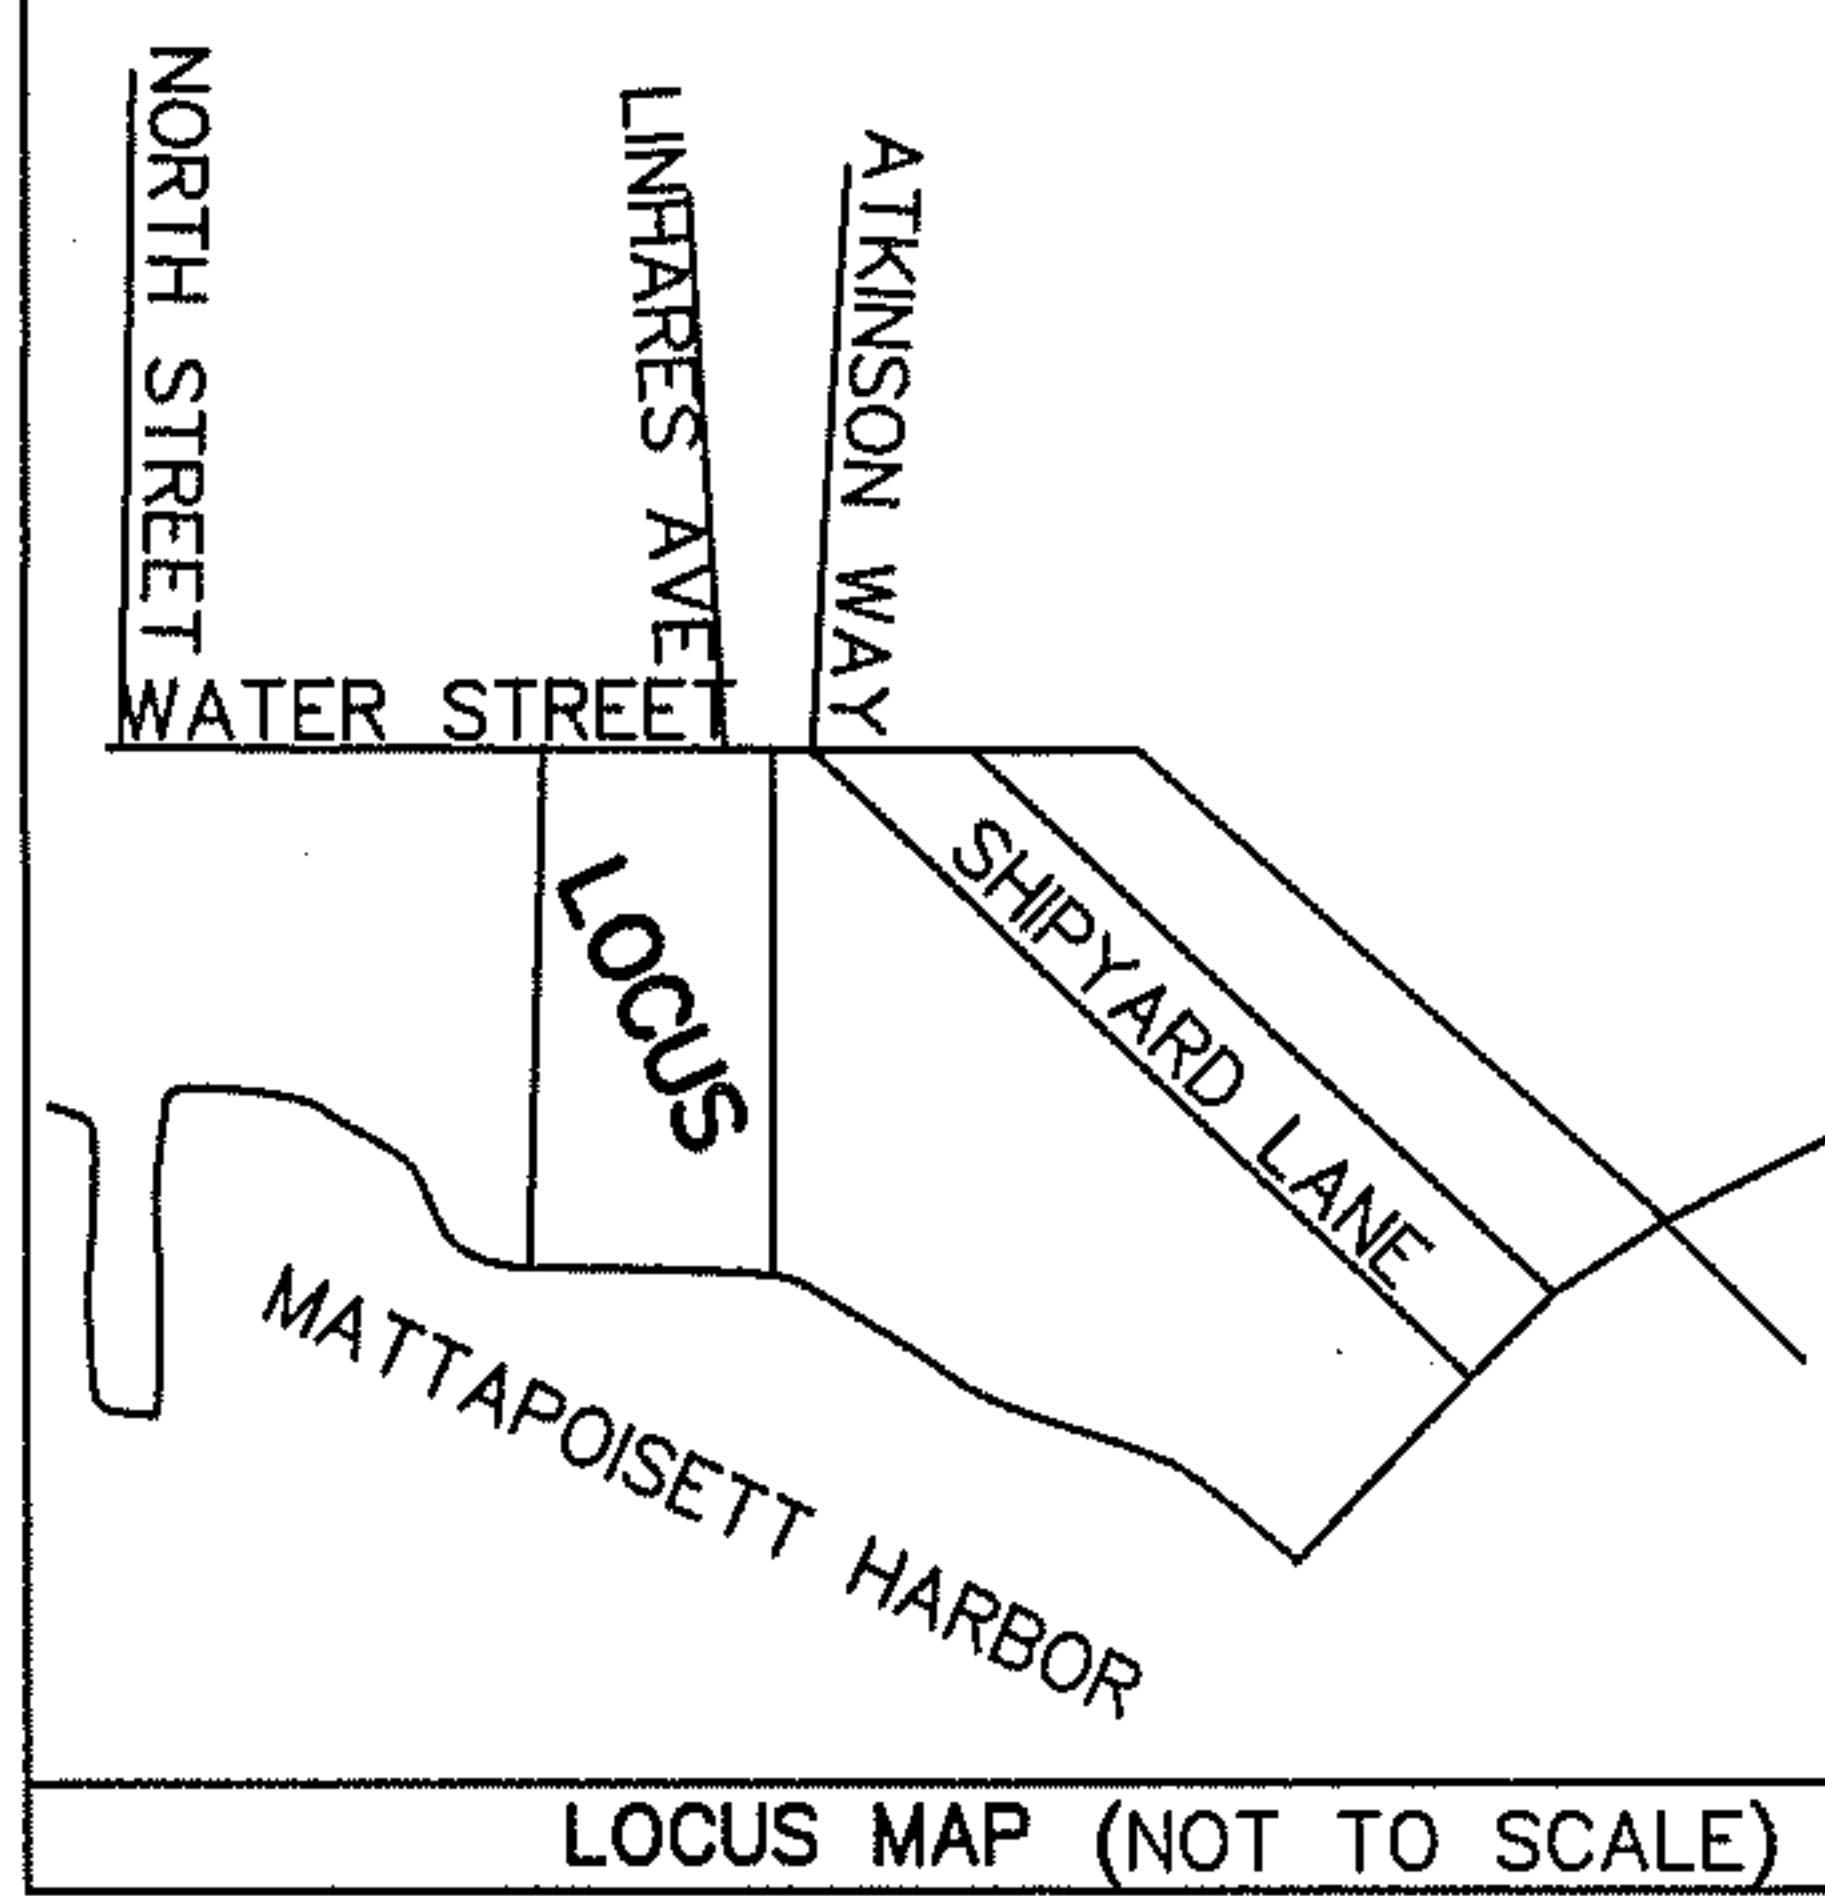 NORTH STREET
LINHARES AVE
ATKINSON WAY
WATER STREET
LOCUS
SHIPYARD LANE
MATTAPOISETT HARBOR
LOCUS MAP (NOT TO SCALE)